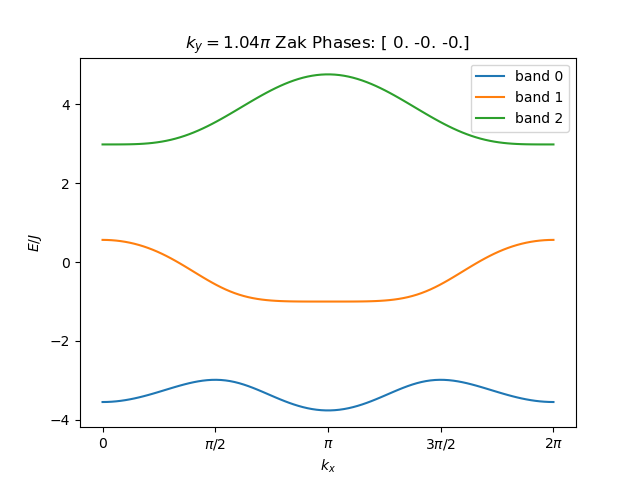 $k_y = 1.04\pi$ Zak Phases: [ 0. -0. -0.]
band 0
band 1
band 2
4
2
0
−2
−4
E/J
0 π/2 π 3π/2 2π
$k_x$